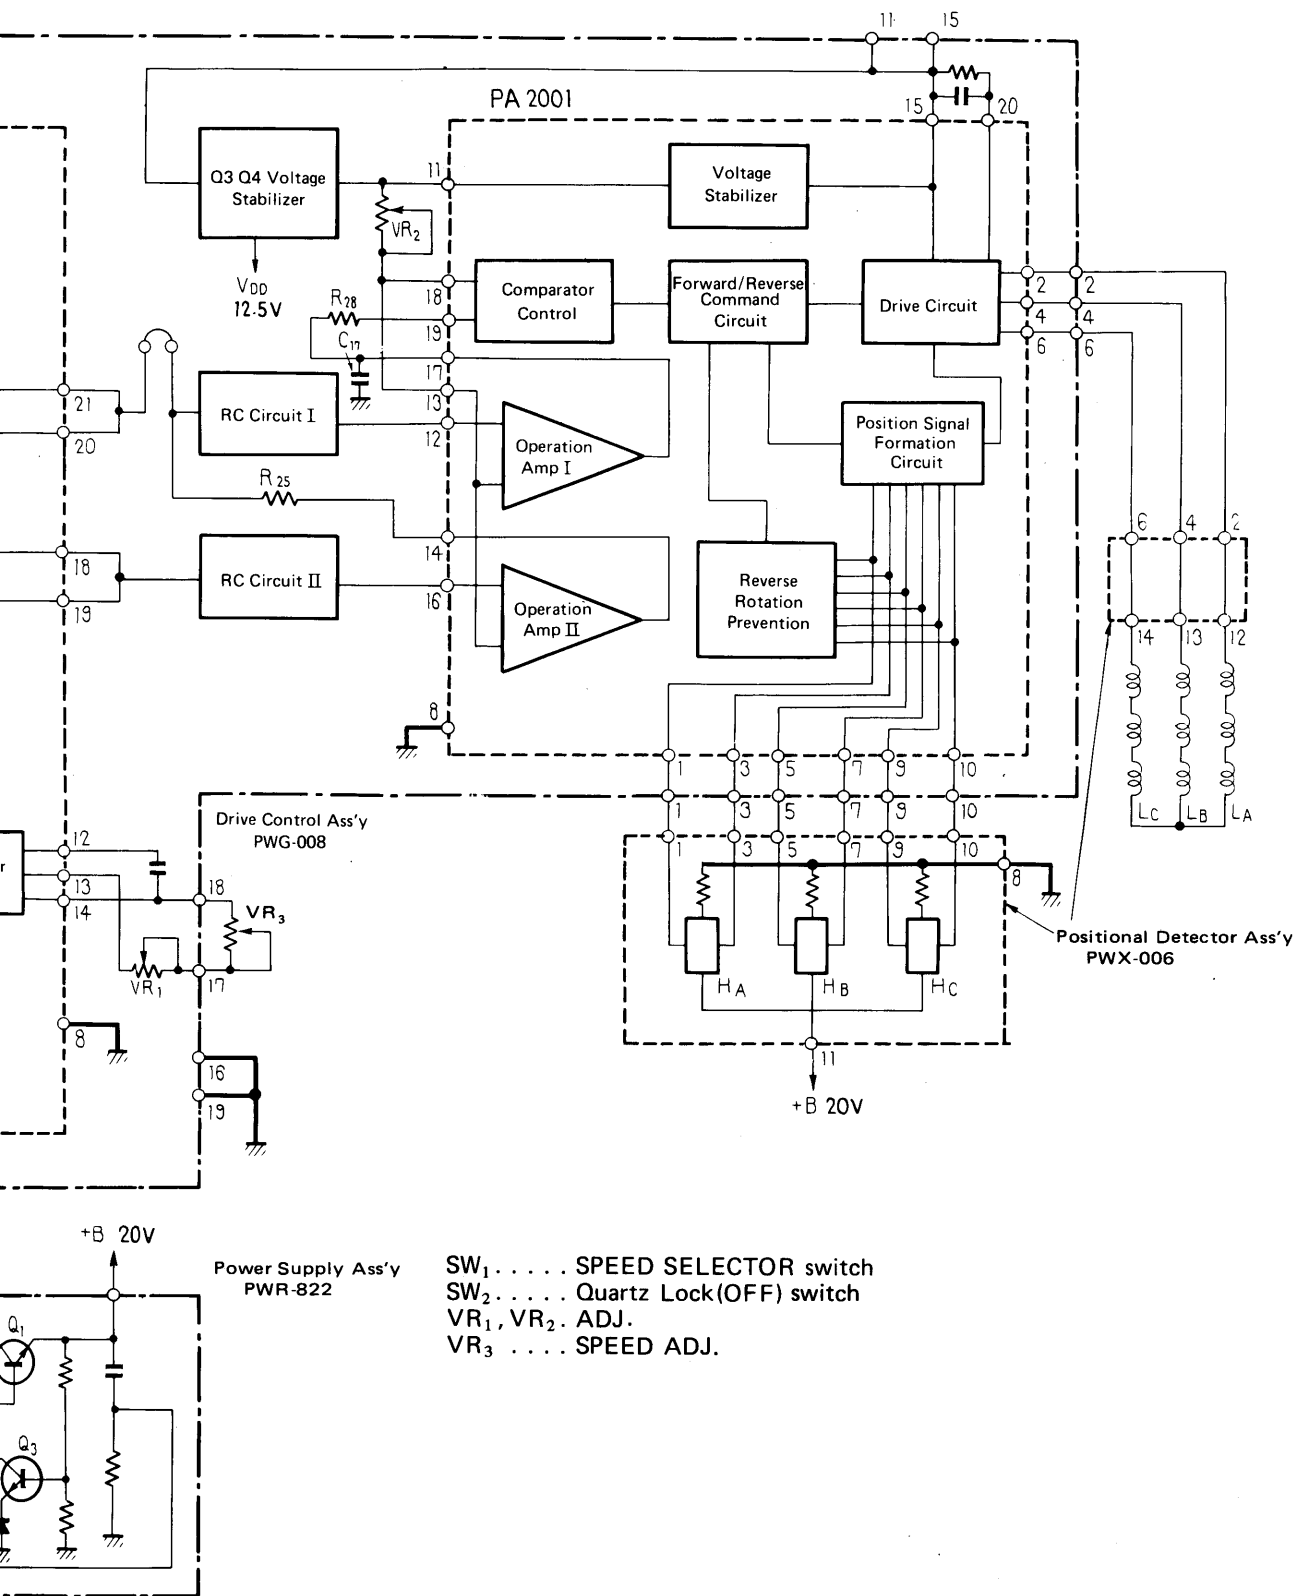 11 15
PA 2001
15 20
Q3 Q4 Voltage
Stabilizer
11
Voltage
Stabilizer
VR2
VDD
12.5V
R28
18
Comparator
Control
Forward/Reverse
Command
Circuit
Drive Circuit
2 2
4 4
6 6
19
C17
17
13
21
20
RC Circuit I
12
Operation
Amp I
Position Signal
Formation
Circuit
R25
14
18
19
RC Circuit II
16
Operation
Amp II
Reverse
Rotation
Prevention
6 4 2
14 13 12
LC LB LA
8
1 3 5 7 9 10
1 3 5 7 9 10
1 3 5 7 9 10
8
Drive Control Ass'y
PWG-008
r
12
13
14
18
VR3
VR1
17
8
16
19
HA HB HC
11
+B 20V
Positional Detector Ass'y
PWX-006
+B 20V
Power Supply Ass'y
PWR-822
Q1
Q3
SW1 . . . . . SPEED SELECTOR switch
SW2 . . . . . Quartz Lock(OFF) switch
VR1, VR2. ADJ.
VR3 . . . . SPEED ADJ.